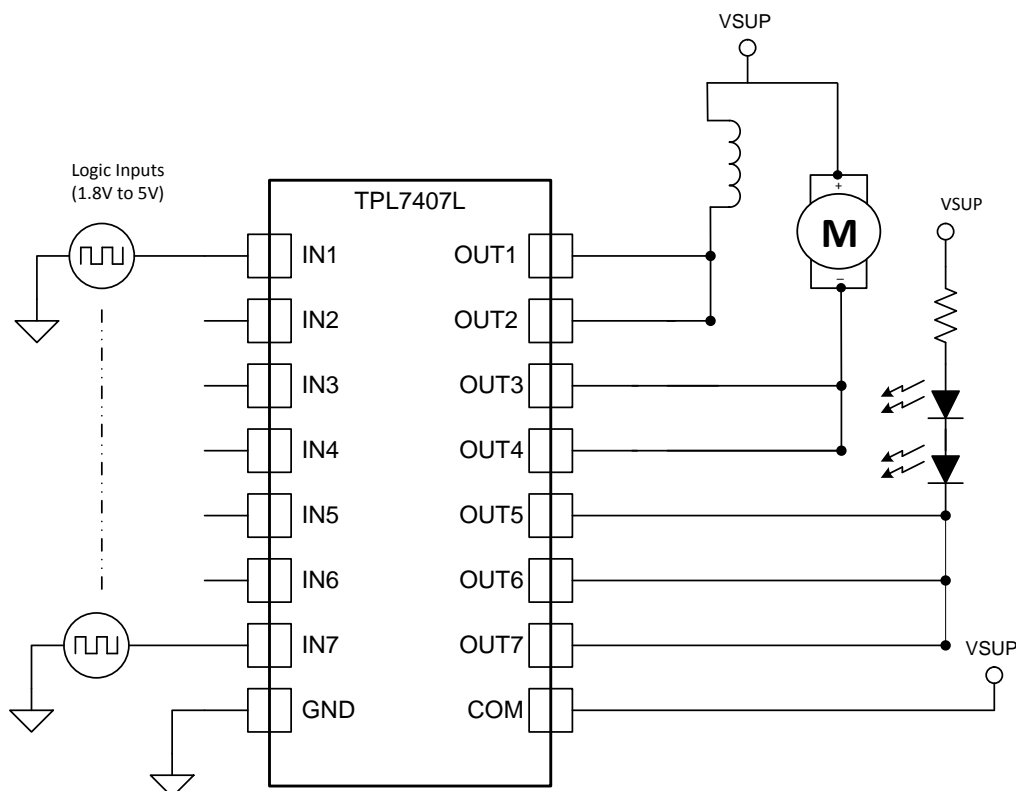 VSUP
Logic Inputs
(1.8V to 5V)
TPL7407L
+
M
−
VSUP
IN1
OUT1
IN2
OUT2
IN3
OUT3
IN4
OUT4
IN5
OUT5
IN6
OUT6
IN7
OUT7
VSUP
GND
COM